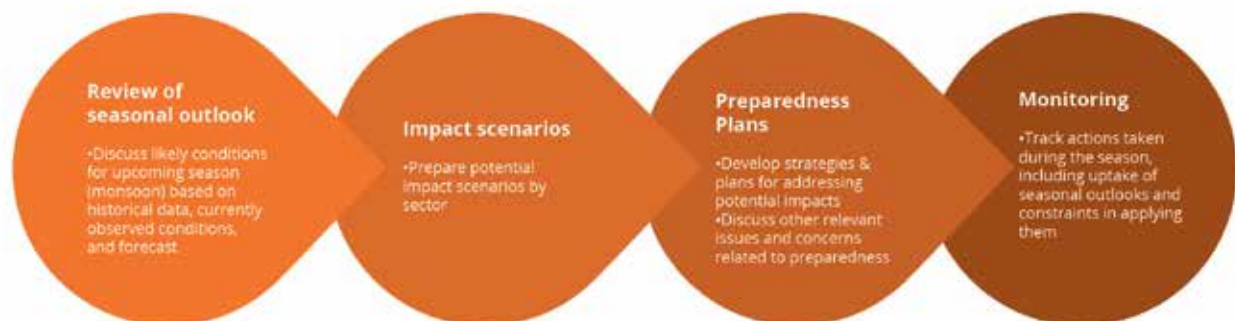 Review of
seasonal outlook
•Discuss likely conditions
for upcoming season
(monsoon) based on
historical data, currently
observed conditions,
and forecast
Impact scenarios
•Prepare potential
impact scenarios by
sector
Preparedness
Plans
•Develop strategies &
plans for addressing
potential impacts
•Discuss other relevant
issues and concerns
related to preparedness
Monitoring
•Track actions taken
during the season,
including uptake of
seasonal outlooks and
constraints in applying
them